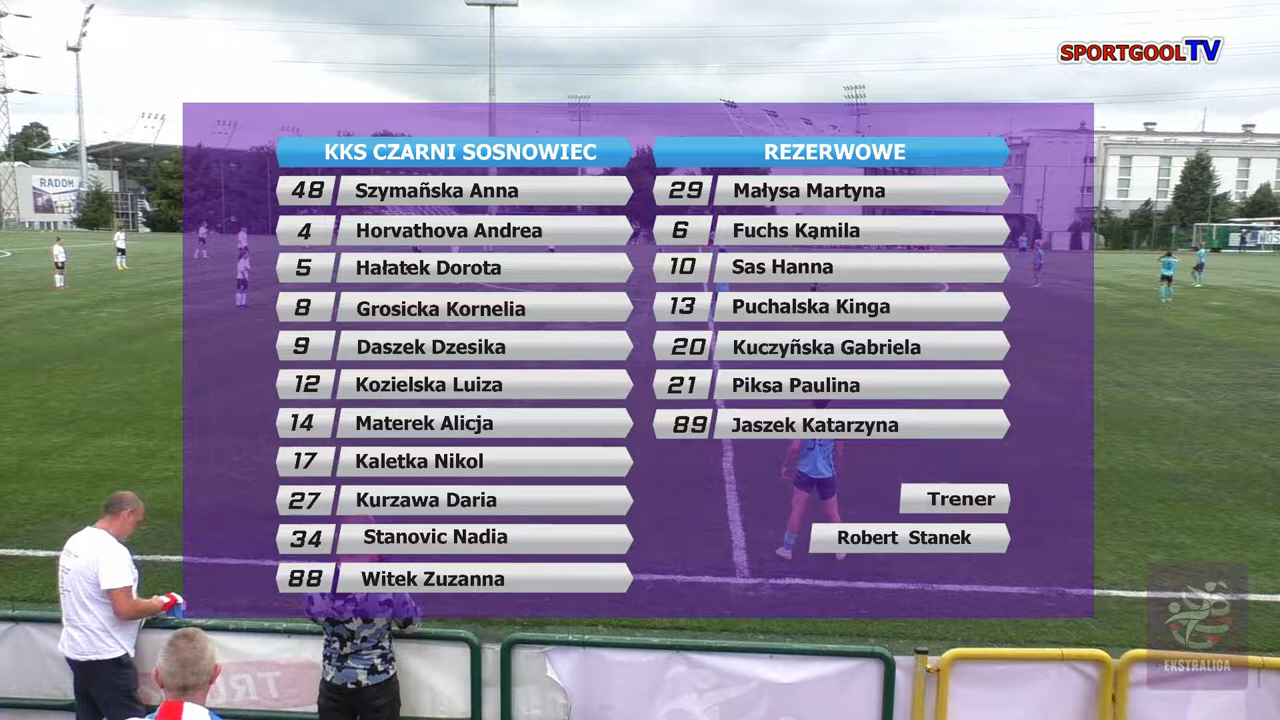 SPORTGOOLTV
KKS CZARNI SOSNOWIEC
48 Szymañska Anna
4 Horvathova Andrea
5 Hałatek Dorota
8 Grosicka Kornelia
9 Daszek Dzesika
12 Kozielska Luiza
14 Materek Alicja
17 Kaletka Nikol
27 Kurzawa Daria
34 Stanovic Nadia
88 Witek Zuzanna
REZERWOWE
29 Małysa Martyna
6 Fuchs Kąmila
10 Sas Hanna
13 Puchalska Kinga
20 Kuczyñska Gabriela
21 Piksa Paulina
89 Jaszek Katarzyna
Trener
Robert Stanek
RADOM
EKSTRALIGA